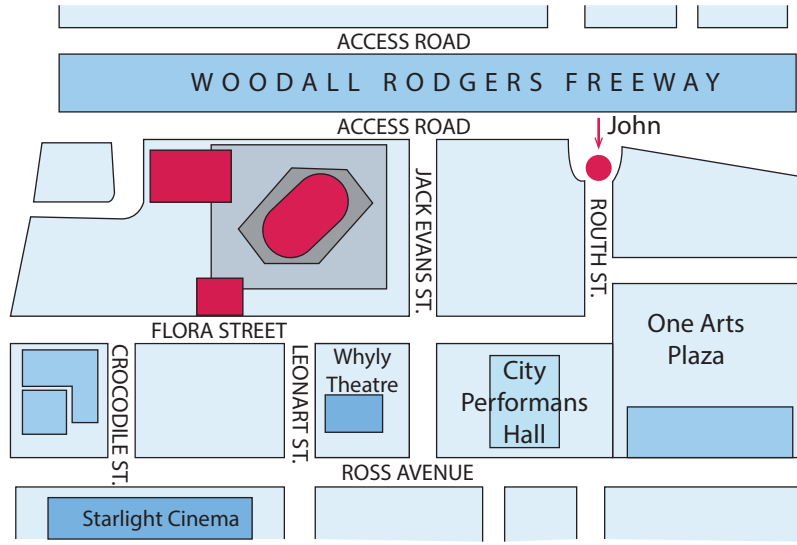 ACCESS ROAD
WOODALL RODGERS FREEWAY
ACCESS ROAD
John
JACK EVANS ST.
ROUTH ST.
FLORA STREET
One Arts
Plaza
CROCODILE ST.
LEONART ST.
Whyly
Theatre
City
Performans
Hall
ROSS AVENUE
Starlight Cinema